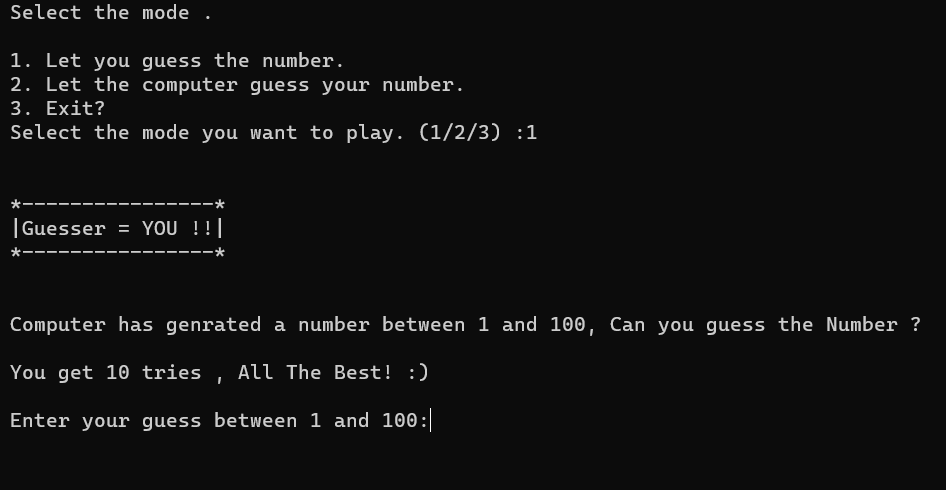 Select the mode .
1. Let you guess the number.
2. Let the computer guess your number.
3. Exit?
Select the mode you want to play. (1/2/3) :1
*----------------*
|Guesser = YOU !!|
*----------------*
Computer has genrated a number between 1 and 100, Can you guess the Number ?
You get 10 tries , All The Best! :)
Enter your guess between 1 and 100: